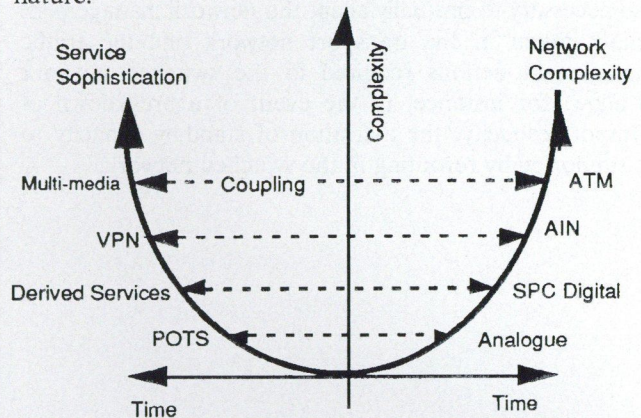 nature.
Service
Sophistication
Complexity
Network
Complexity
Multi-media
Coupling
ATM
VPN
AIN
Derived Services
SPC Digital
POTS
Analogue
Time
Time